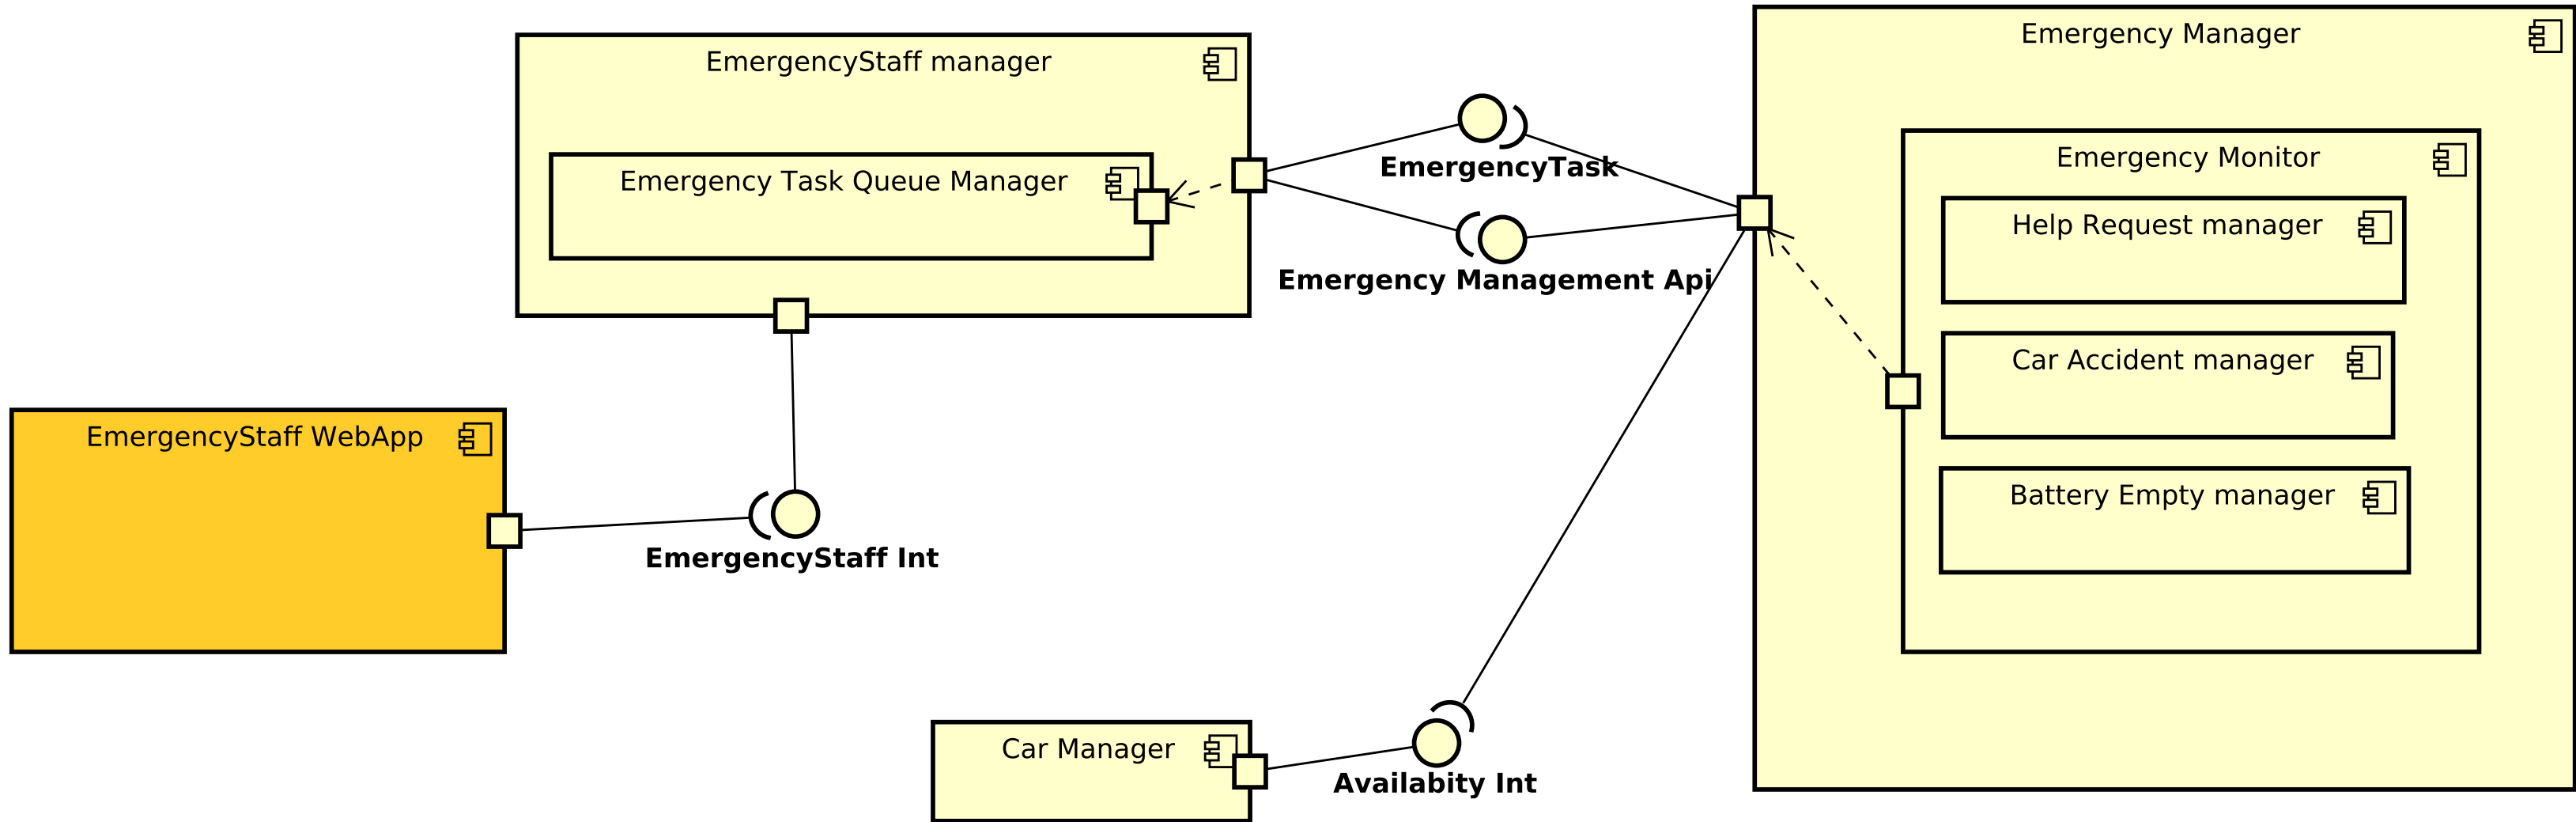 Emergency Manager
EmergencyStaff manager
Emergency Monitor
EmergencyTask
Emergency Task Queue Manager
Help Request manager
Emergency Management Api
Car Accident manager
EmergencyStaff WebApp
Battery Empty manager
EmergencyStaff Int
Car Manager
Availabity Int